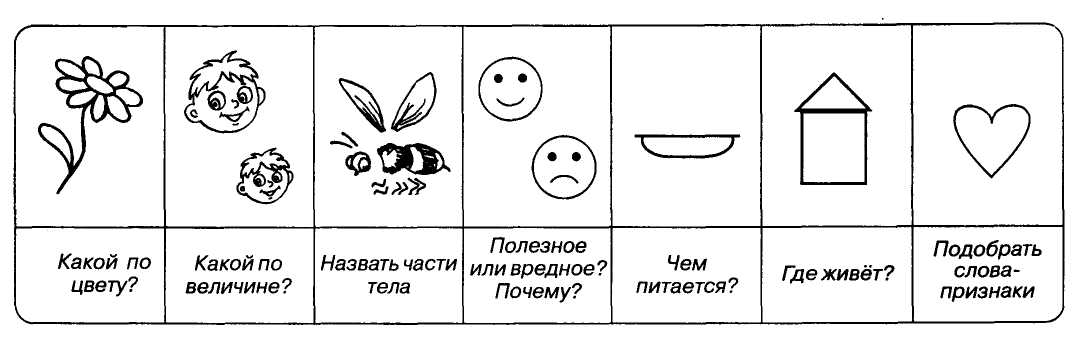 Какой по
цвету?
Какой по
величине?
Назвать части
тела
Полезное
или вредное?
Почему?
Чем
питается?
Где живёт?
Подобрать
слова-
признаки